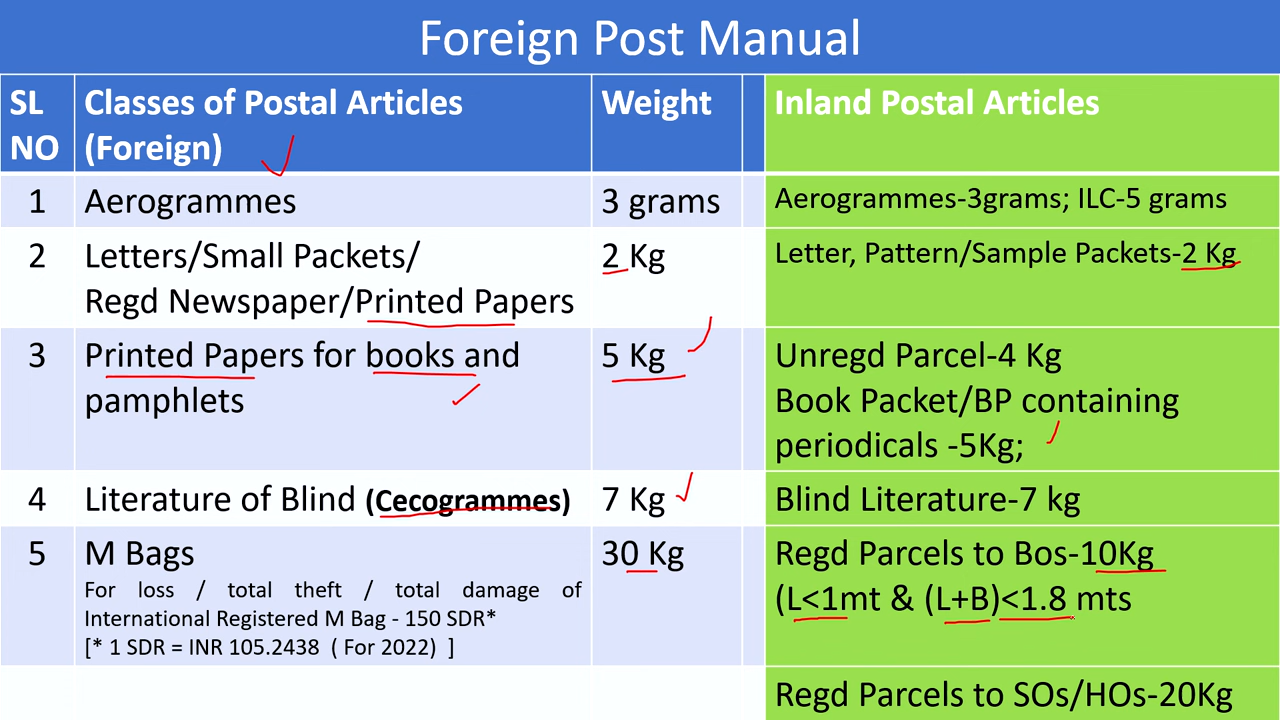 Foreign Post Manual
SL NO Classes of Postal Articles (Foreign) Weight Inland Postal Articles
1 Aerogrammes 3 grams Aerogrammes-3grams; ILC-5 grams
2 Letters/Small Packets/ 2 Kg Letter, Pattern/Sample Packets-2 Kg
Regd Newspaper/Printed Papers
3 Printed Papers for books and 5 Kg Unregd Parcel-4 Kg
pamphlets Book Packet/BP containing
periodicals -5Kg;
4 Literature of Blind (Cecogrammes) 7 Kg Blind Literature-7 kg
5 M Bags 30 Kg Regd Parcels to Bos-10Kg
For loss / total theft / total damage of (L<1mt & (L+B)<1.8 mts
International Registered M Bag - 150 SDR*
[* 1 SDR = INR 105.2438 ( For 2022) ]
Regd Parcels to SOs/HOs-20Kg